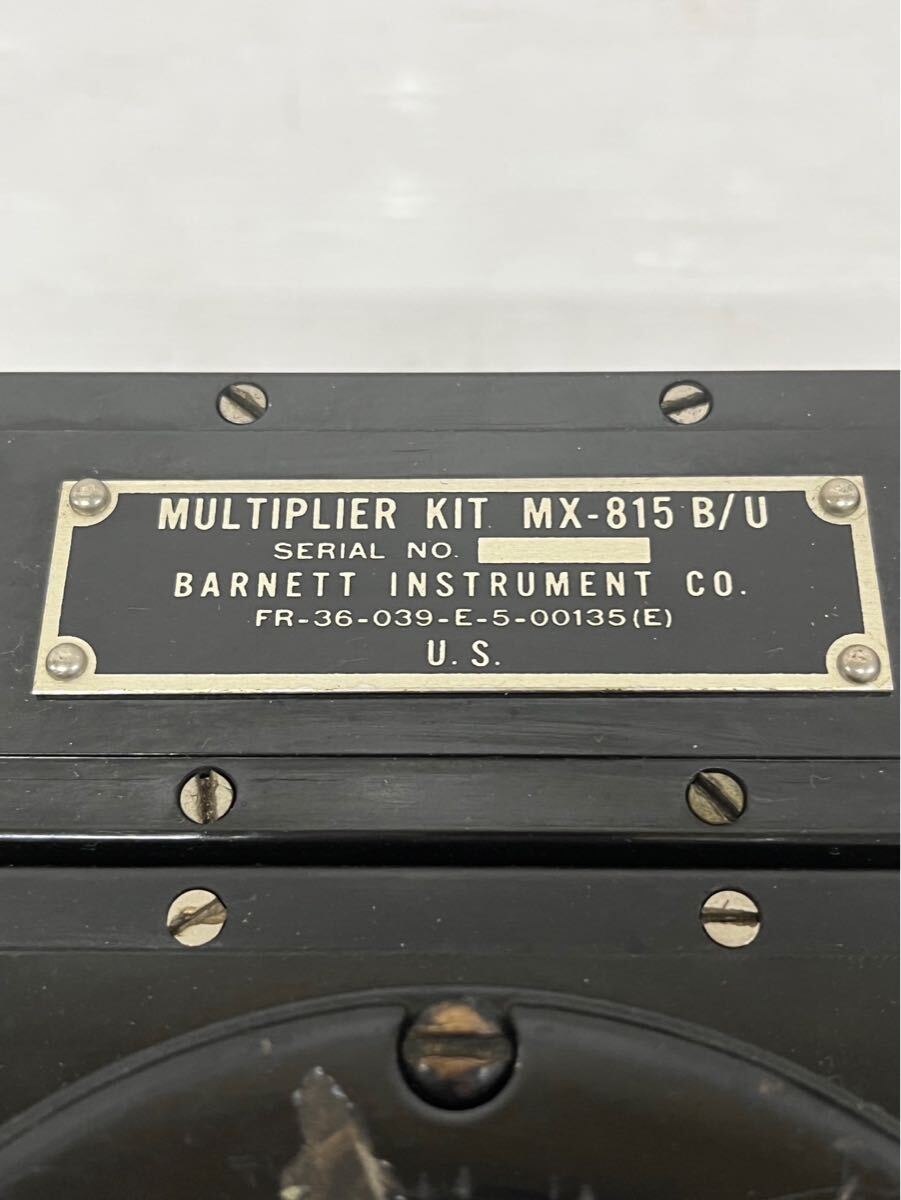 MULTIPLIER KIT MX-815 B/U
SERIAL NO.
BARNETT INSTRUMENT CO.
FR-36-039-E-5-00135(E)
U.S.